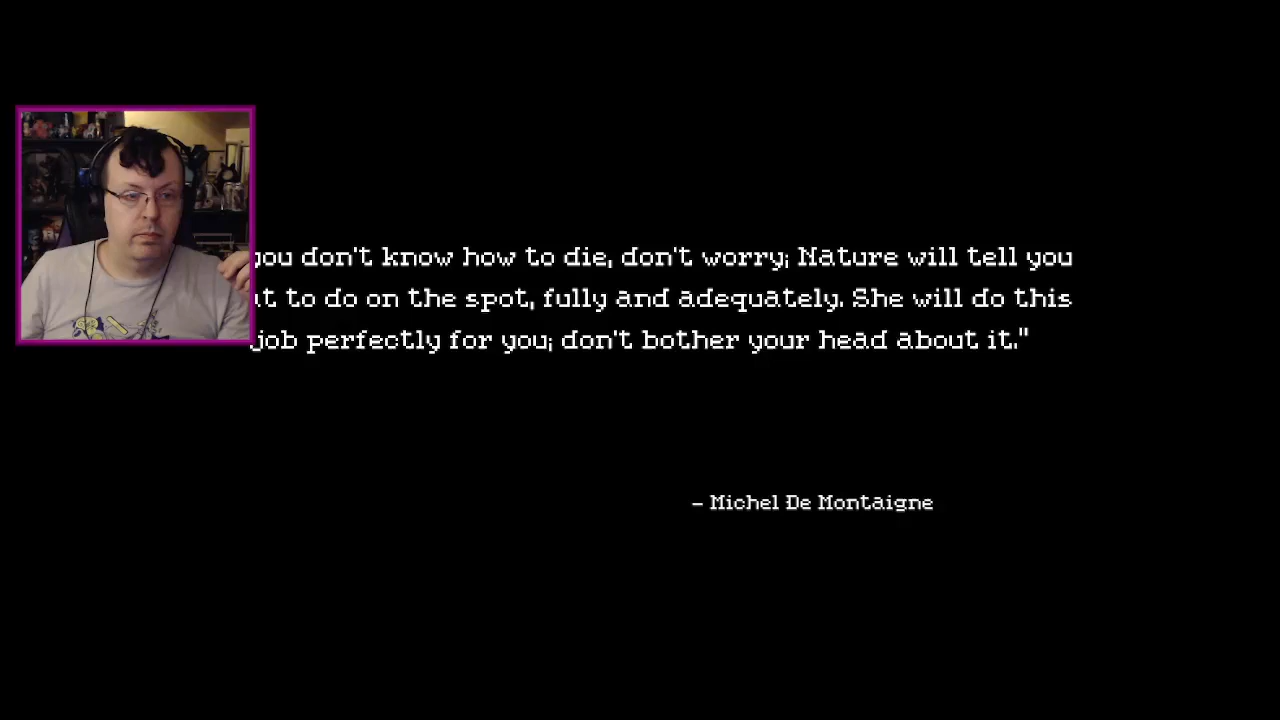 you don't know how to die, don't worry; Nature will tell you
to do on the spot, fully and adequately. She will do this
job perfectly for you; don't bother your head about it."
– Michel De Montaigne